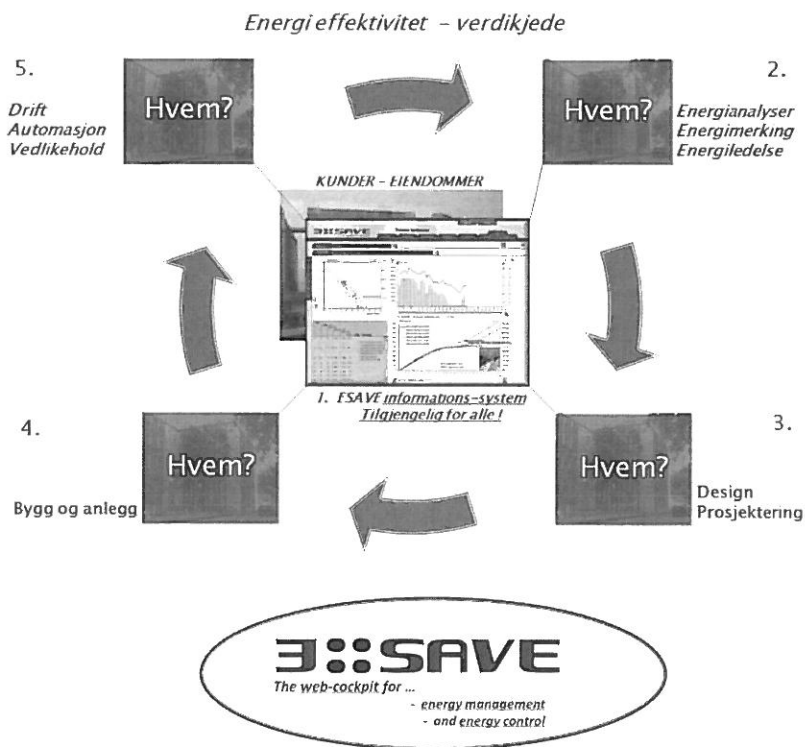 Energi effektivitet - verdikjede
5.
Hvem?
Drift
Automasjon
Vedlikehold
2.
Hvem?
Energianalyser
Energimerking
Energiledelse
KUNDER - EIENDOMMER
E::SAVE
1. ESAVE informations-system
Tilgjengelig for alle !
4.
Hvem?
Bygg og anlegg
3.
Hvem?
Design
Prosjektering
E::SAVE
The web-cockpit for ...
- energy management
- and energy control